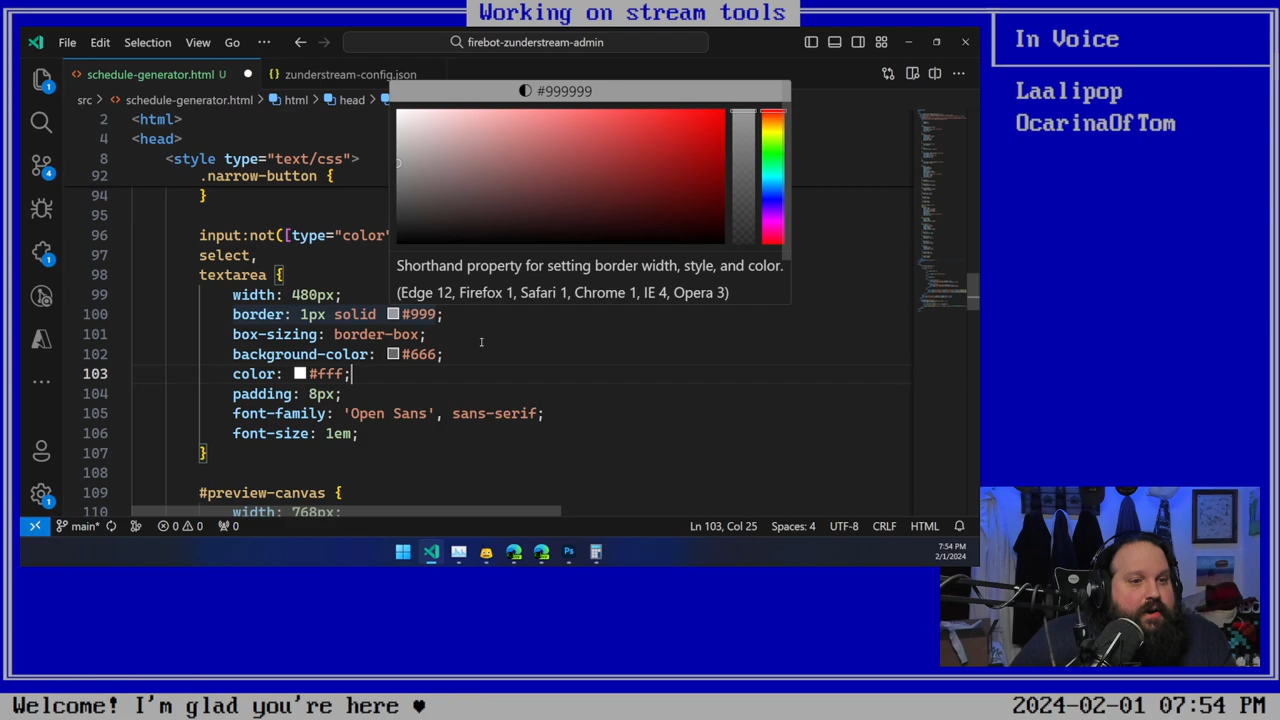 Working on stream tools
File Edit Selection View Go ··· firebot-zunderstream-admin
schedule-generator.html U zunderstream-config.json
src > schedule-generator.html > html > head >
#999999
2 <html>
4 <head>
8 <style type="text/css">
92 .narrow-button {
94 }
95
96 input:not([type="color"
97 select,
98 textarea {
Shorthand property for setting border width, style, and color.
(Edge 12, Firefox 1, Safari 1, Chrome 1, IE 4, Opera 3)
99 width: 480px;
100 border: 1px solid #999;
101 box-sizing: border-box;
102 background-color: #666;
103 color: #fff;
104 padding: 8px;
105 font-family: 'Open Sans', sans-serif;
106 font-size: 1em;
107 }
108
109 #preview-canvas {
110 width: 768px;
1
4
1
1
main* 0 0 0 Ln 103, Col 25 Spaces: 4 UTF-8 CRLF HTML
7:54 PM
2/1/2024
In Voice
Laalipop
OcarinaOfTom
Welcome! I'm glad you're here ♥
2024-02-01 07:54 PM